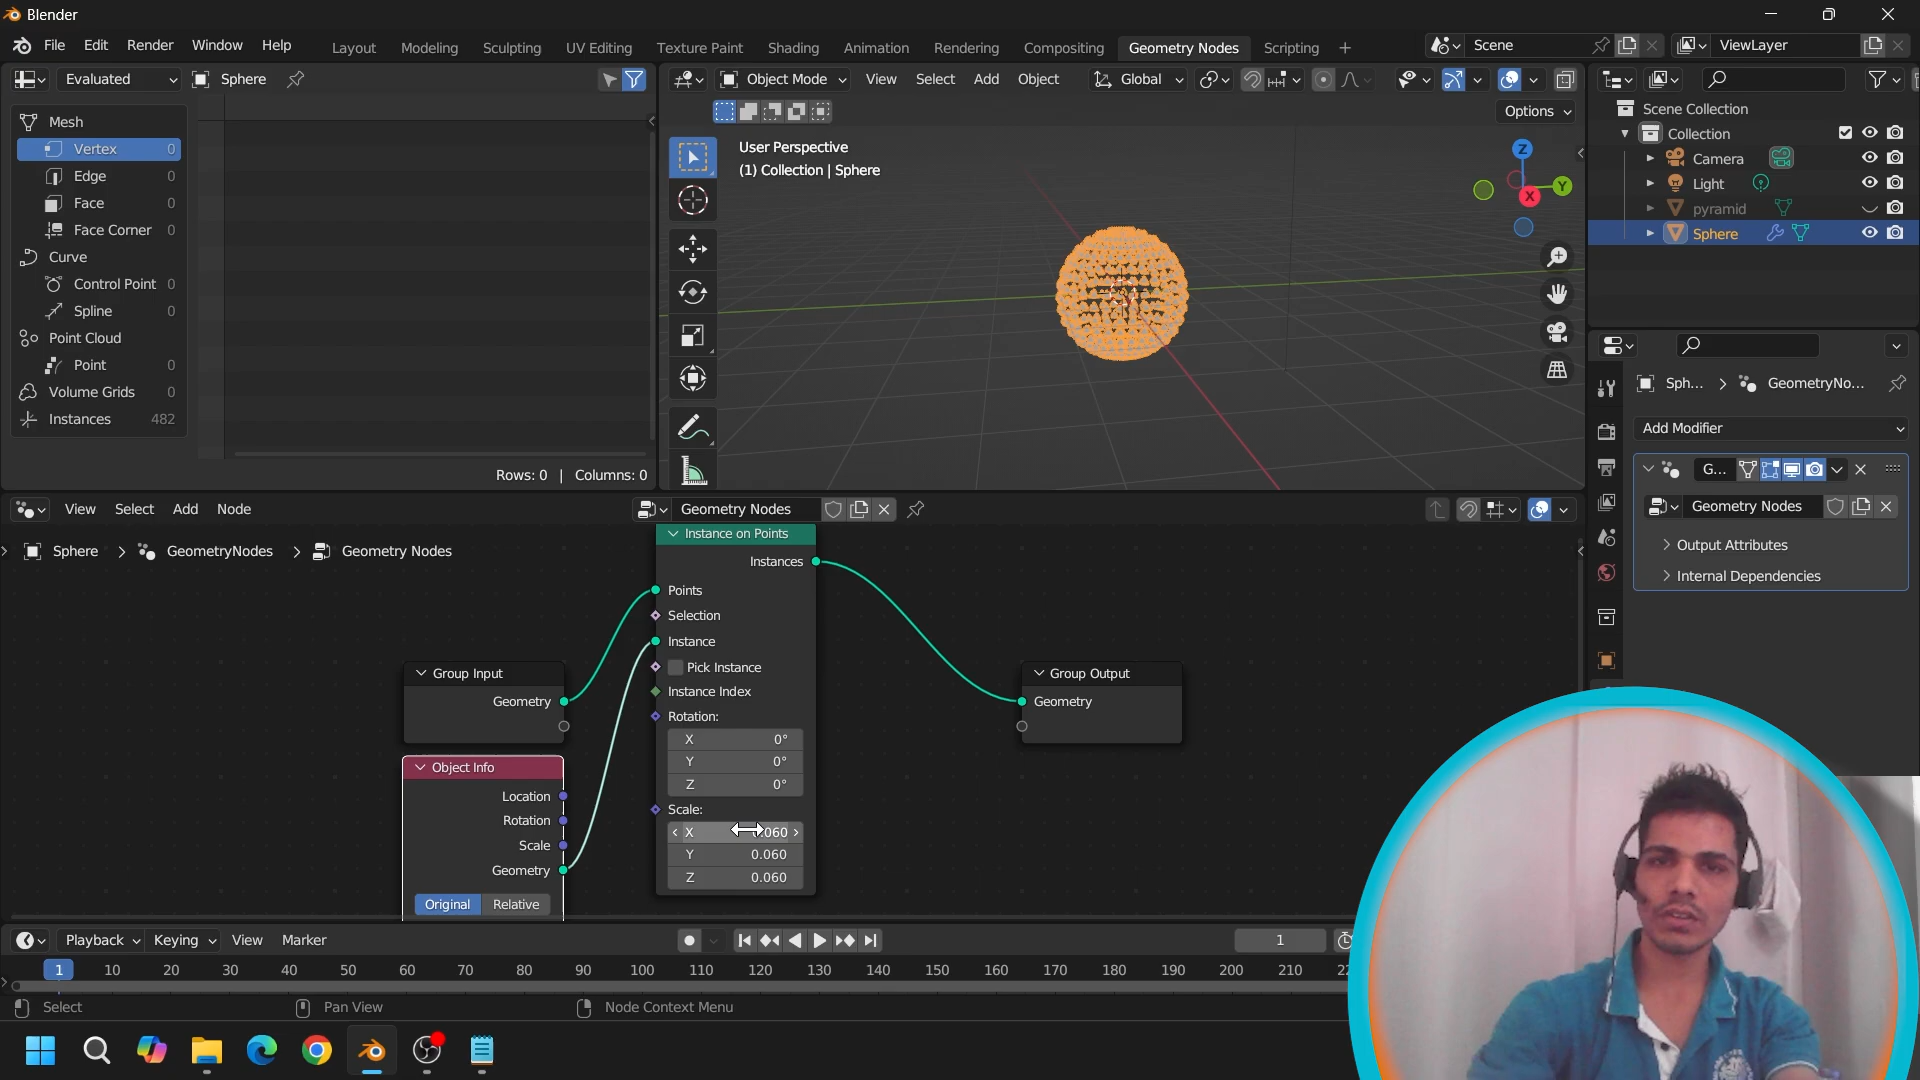 Blender
File Edit Render Window Help Layout Modeling Sculpting UV Editing Texture Paint Shading Animation Rendering Compositing Geometry Nodes Scripting + Scene ViewLayer
Evaluated Sphere
Object Mode View Select Add Object Global
Options
Mesh
Vertex 0
Edge 0
Face 0
Face Corner 0
Curve
Control Point 0
Spline 0
Point Cloud
Point 0
Volume Grids 0
Instances 482
Rows: 0 | Columns: 0
User Perspective
(1) Collection | Sphere
Z
Y
X
Scene Collection
Collection
Camera
Light
pyramid
Sphere
Sph... > GeometryNo...
Add Modifier
G...
Geometry Nodes
Output Attributes
Internal Dependencies
View Select Add Node Geometry Nodes
Sphere > GeometryNodes > Geometry Nodes
Instance on Points
Instances
Points
Selection
Instance
Pick Instance
Instance Index
Rotation:
X 0°
Y 0°
Z 0°
Scale:
X 0.060
Y 0.060
Z 0.060
Group Input
Geometry
Object Info
Location
Rotation
Scale
Geometry
Original Relative
Group Output
Geometry
Playback Keying View Marker 1
1 10 20 30 40 50 60 70 80 90 100 110 120 130 140 150 160 170 180 190 200 210
Select Pan View Node Context Menu